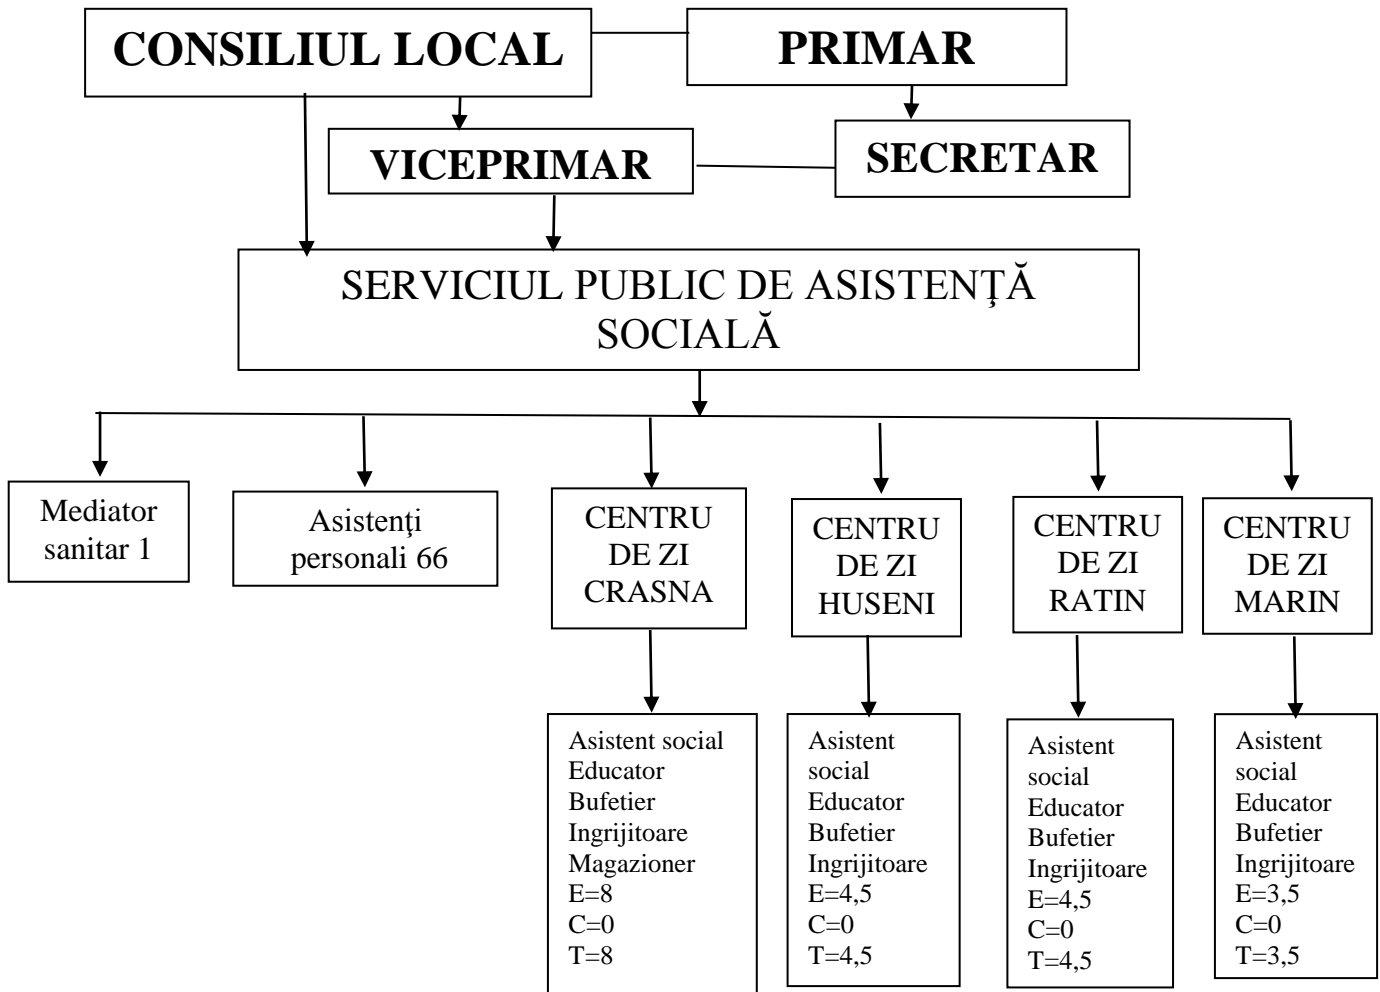 CONSILIUL LOCAL
PRIMAR
VICEPRIMAR
SECRETAR
SERVICIUL PUBLIC DE ASISTENŢĂ
SOCIALĂ
Mediator
sanitar 1
Asistenţi
personali 66
CENTRU
DE ZI
CRASNA
CENTRU
DE ZI
HUSENI
CENTRU
DE ZI
RATIN
CENTRU
DE ZI
MARIN
Asistent social
Educator
Bufetier
Ingrijitoare
Magazioner
E=8
C=0
T=8
Asistent
social
Educator
Bufetier
Ingrijitoare
E=4,5
C=0
T=4,5
Asistent
social
Educator
Bufetier
Ingrijitoare
E=4,5
C=0
T=4,5
Asistent
social
Educator
Bufetier
Ingrijitoare
E=3,5
C=0
T=3,5